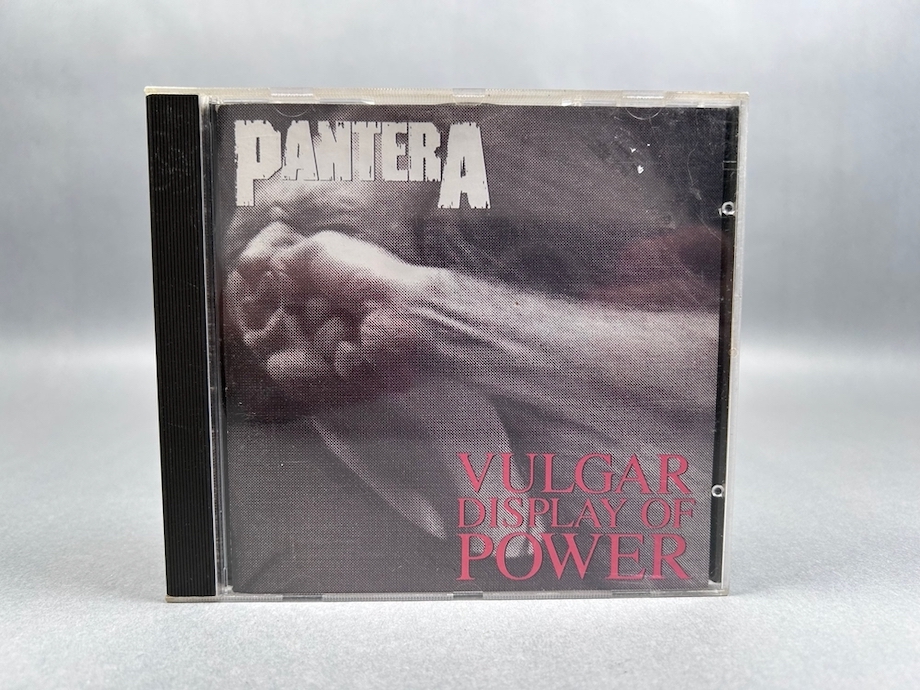 PANTERA
VULGAR
DISPLAY OF
POWER